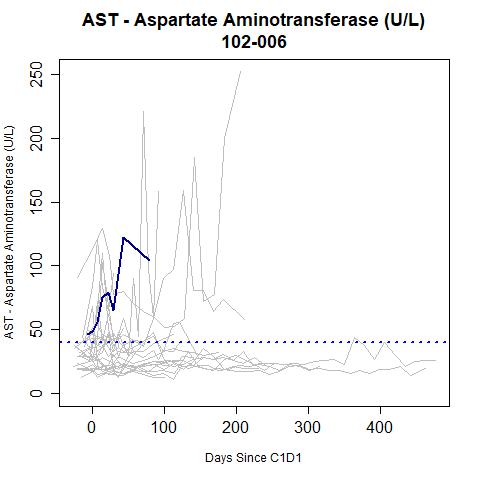 AST - Aspartate Aminotransferase (U/L)
102-006
AST - Aspartate Aminotransferase (U/L)
250
200
150
100
50
0
0 100 200 300 400
Days Since C1D1